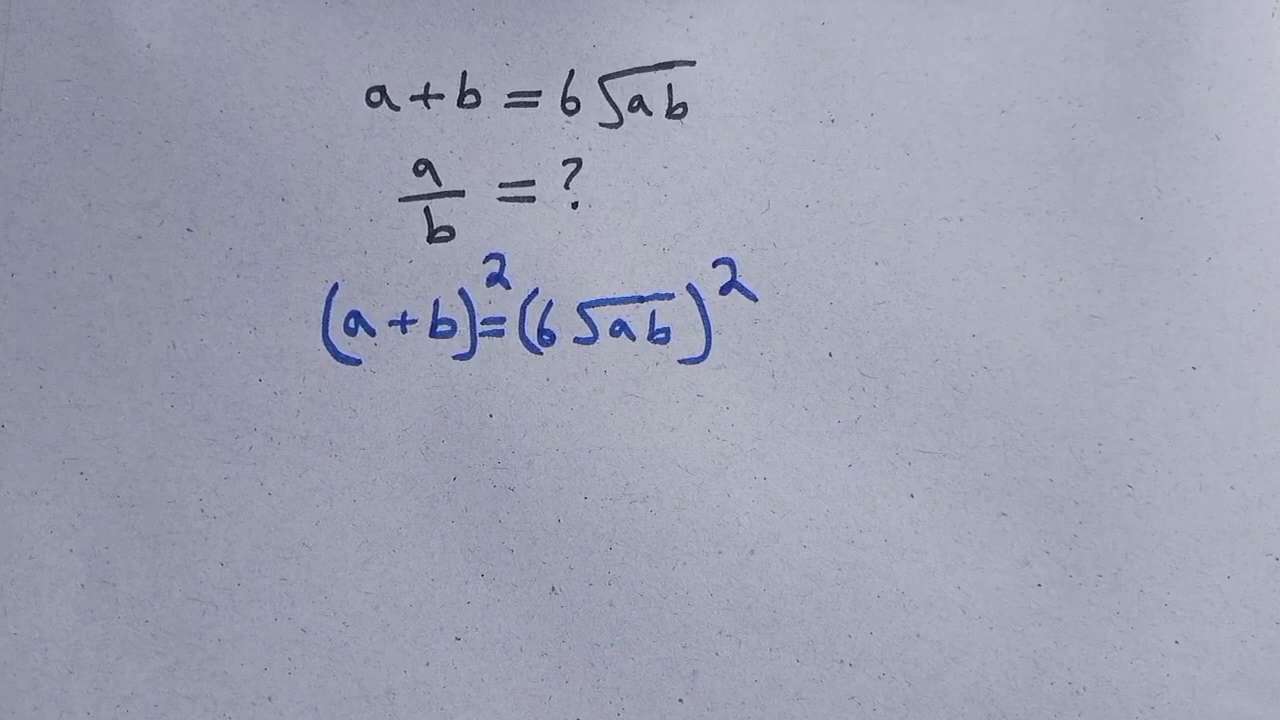 a + b = 6√ab
a/b = ?
(a + b)² = (6√ab)²